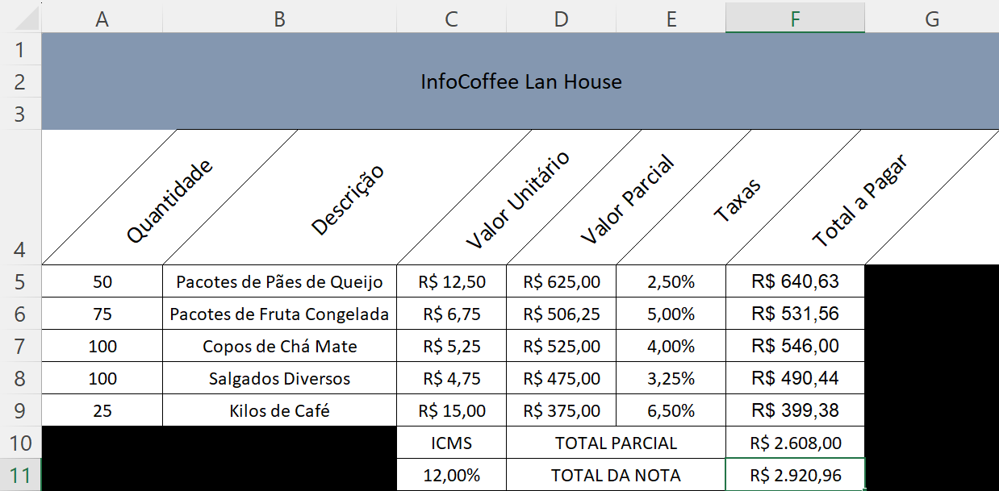 A B C D E F G
1
2 InfoCoffee Lan House
3
4 Quantidade Descrição Valor Unitário Valor Parcial Taxas Total a Pagar
5 50 Pacotes de Pães de Queijo R$ 12,50 R$ 625,00 2,50% R$ 640,63
6 75 Pacotes de Fruta Congelada R$ 6,75 R$ 506,25 5,00% R$ 531,56
7 100 Copos de Chá Mate R$ 5,25 R$ 525,00 4,00% R$ 546,00
8 100 Salgados Diversos R$ 4,75 R$ 475,00 3,25% R$ 490,44
9 25 Kilos de Café R$ 15,00 R$ 375,00 6,50% R$ 399,38
10 ICMS TOTAL PARCIAL R$ 2.608,00
11 12,00% TOTAL DA NOTA R$ 2.920,96